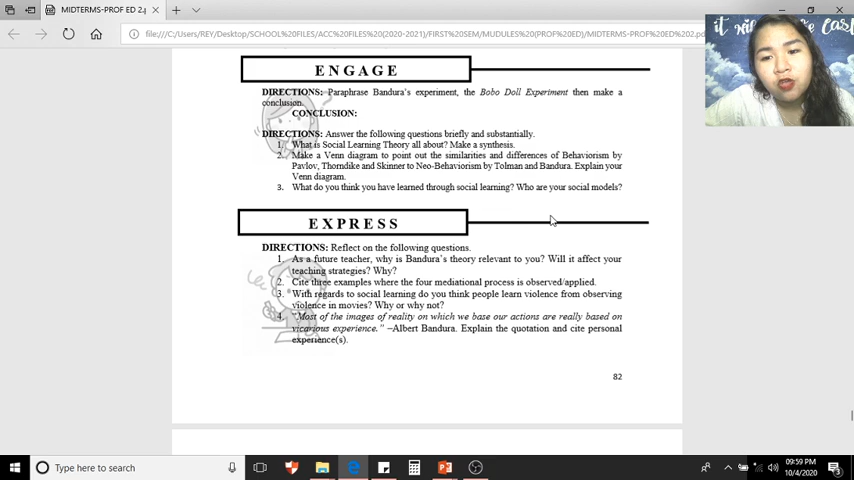 MIDTERMS-PROF ED 2.p
file:///C:/Users/REY/Desktop/SCHOOL%20FILES/ACC%20FILES%20(2020-2021)/FIRST%20SEM/MUDULES%20(PROF%20ED)/MIDTERMS-PROF%20ED%202.pd
ENGAGE
DIRECTIONS: Paraphrase Bandura's experiment, the Bobo Doll Experiment then make a
conclusion.
CONCLUSION:
DIRECTIONS: Answer the following questions briefly and substantially.
1. What is Social Learning Theory all about? Make a synthesis.
2. Make a Venn diagram to point out the similarities and differences of Behaviorism by
Pavlov, Thorndike and Skinner to Neo-Behaviorism by Tolman and Bandura. Explain your
Venn diagram.
3. What do you think you have learned through social learning? Who are your social models?
EXPRESS
DIRECTIONS: Reflect on the following questions.
1. As a future teacher, why is Bandura's theory relevant to you? Will it affect your
teaching strategies? Why?
2. Cite three examples where the four mediational process is observed/applied.
3. With regards to social learning do you think people learn violence from observing
violence in movies? Why or why not?
4. "Most of the images of reality on which we base our actions are really based on
vicarious experience." –Albert Bandura. Explain the quotation and cite personal
experience(s).
82
Type here to search
09:59 PM
10/4/2020
3